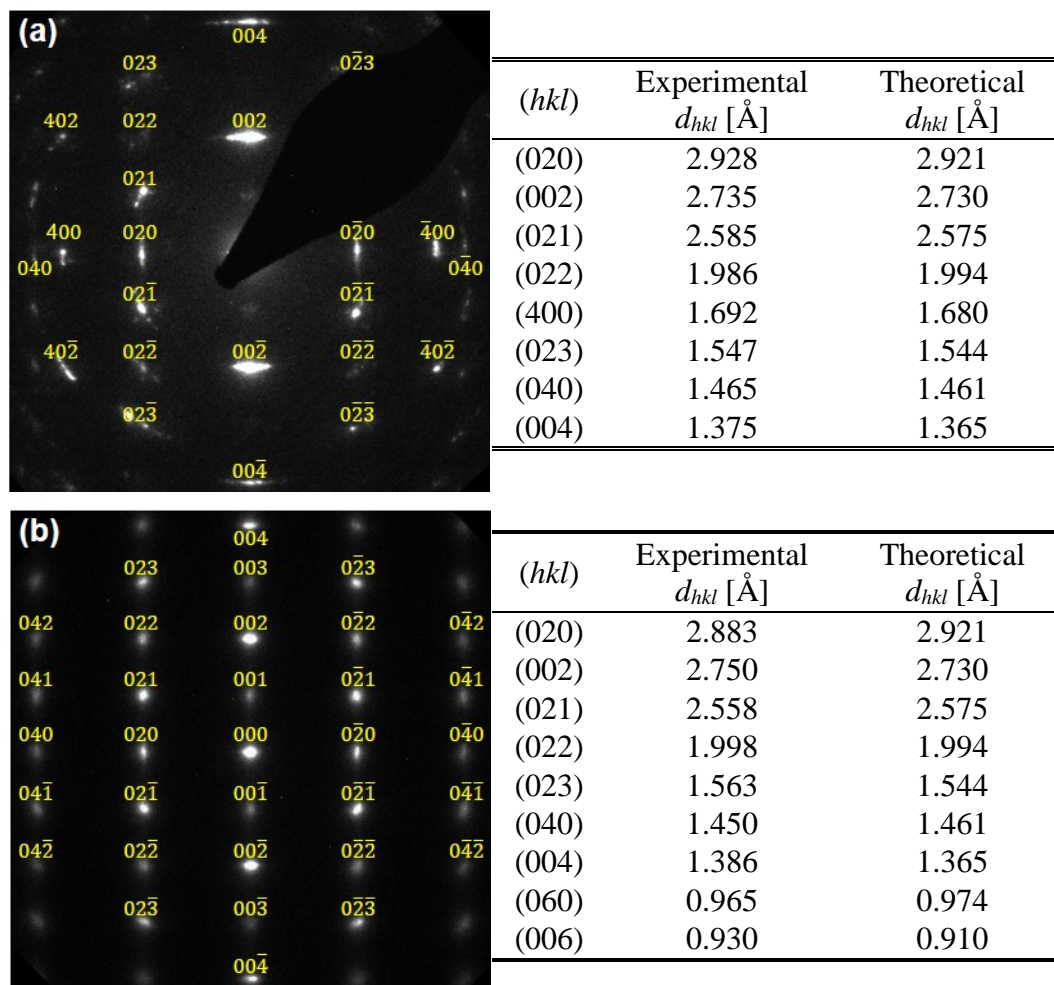 (a)
004
023 02̅3
402 022 002
021
400 020 02̅0 4̅00
040 04̅0
021̅ 02̅1̅
402̅ 022̅ 002̅ 02̅2̅ 4̅02̅
023̅ 02̅3̅
004̅
(hkl) Experimental dhkl [Å] Theoretical dhkl [Å]
(020) 2.928 2.921
(002) 2.735 2.730
(021) 2.585 2.575
(022) 1.986 1.994
(400) 1.692 1.680
(023) 1.547 1.544
(040) 1.465 1.461
(004) 1.375 1.365
(b)
004
023 003 02̅3
042 022 002 02̅2 04̅2
041 021 001 02̅1 04̅1
040 020 000 02̅0 04̅0
041̅ 021̅ 001̅ 02̅1̅ 04̅1̅
042̅ 022̅ 002̅ 02̅2̅ 04̅2̅
023̅ 003̅ 02̅3̅
004̅
(hkl) Experimental dhkl [Å] Theoretical dhkl [Å]
(020) 2.883 2.921
(002) 2.750 2.730
(021) 2.558 2.575
(022) 1.998 1.994
(023) 1.563 1.544
(040) 1.450 1.461
(004) 1.386 1.365
(060) 0.965 0.974
(006) 0.930 0.910